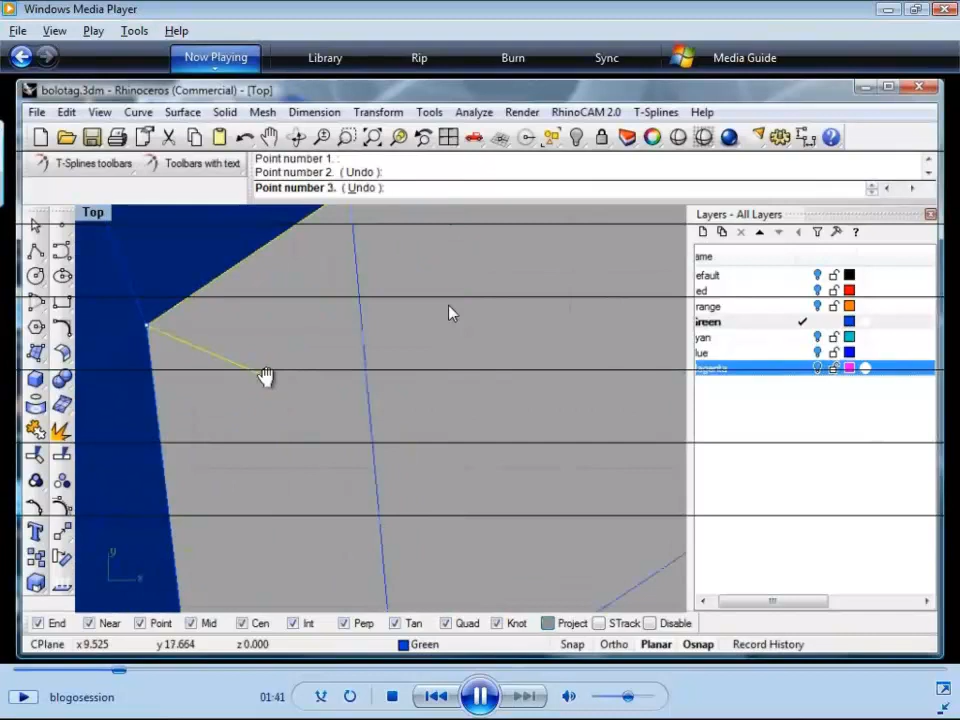 Windows Media Player
File View Play Tools Help
Now Playing Library Rip Burn Sync Media Guide
bolotag.3dm - Rhinoceros (Commercial) - [Top]
File Edit View Curve Surface Solid Mesh Dimension Transform Tools Analyze Render RhinoCAM 2.0 T-Splines Help
T-Splines toolbars Toolbars with text
Point number 1. :
Point number 2. ( Undo ):
Point number 3. ( Undo ):
Top
Layers - All Layers
ame
efault
ed
range
Green
yan
lue
agenta
y
x
End Near Point Mid Cen Int Perp Tan Quad Knot Project STrack Disable
CPlane x 9.525 y 17.664 z 0.000 Green Snap Ortho Planar Osnap Record History
blogosession 01:41